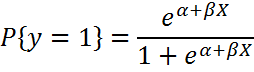 P{y = 1} = e^{α+βX} / 1 + e^{α+βX}